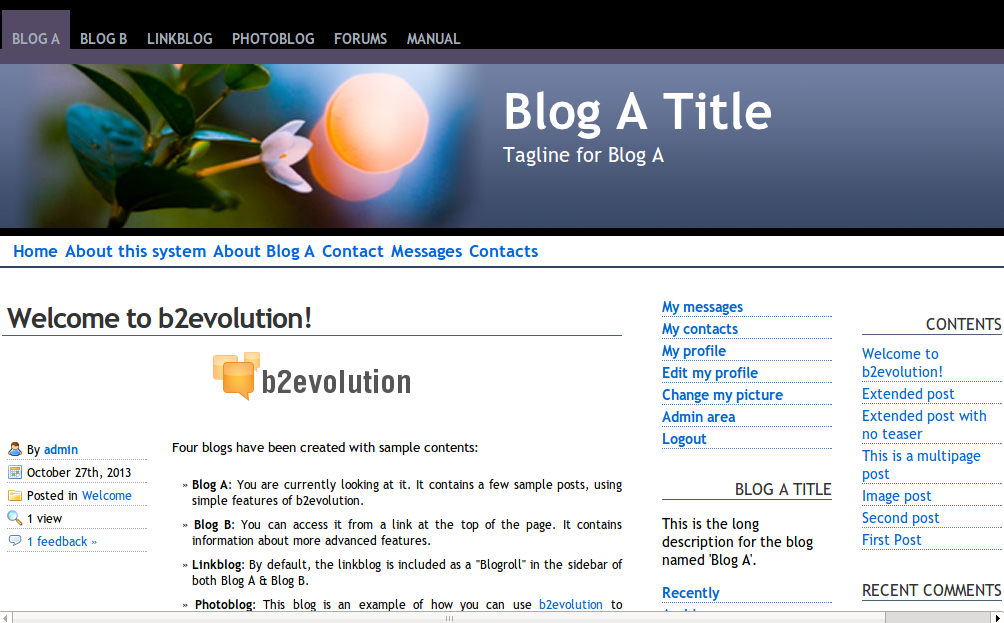 BLOG A BLOG B LINKBLOG PHOTOBLOG FORUMS MANUAL
Blog A Title
Tagline for Blog A
Home About this system About Blog A Contact Messages Contacts
Welcome to b2evolution!
b2evolution
By admin
October 27th, 2013
Posted in Welcome
1 view
1 feedback »
Four blogs have been created with sample contents:
» Blog A: You are currently looking at it. It contains a few sample posts, using
simple features of b2evolution.
» Blog B: You can access it from a link at the top of the page. It contains
information about more advanced features.
» Linkblog: By default, the linkblog is included as a "Blogroll" in the sidebar of
both Blog A & Blog B.
» Photoblog: This blog is an example of how you can use b2evolution to
My messages
My contacts
My profile
Edit my profile
Change my picture
Admin area
Logout
BLOG A TITLE
This is the long
description for the blog
named 'Blog A'.
Recently
CONTENTS
Welcome to
b2evolution!
Extended post
Extended post with
no teaser
This is a multipage
post
Image post
Second post
First Post
RECENT COMMENTS